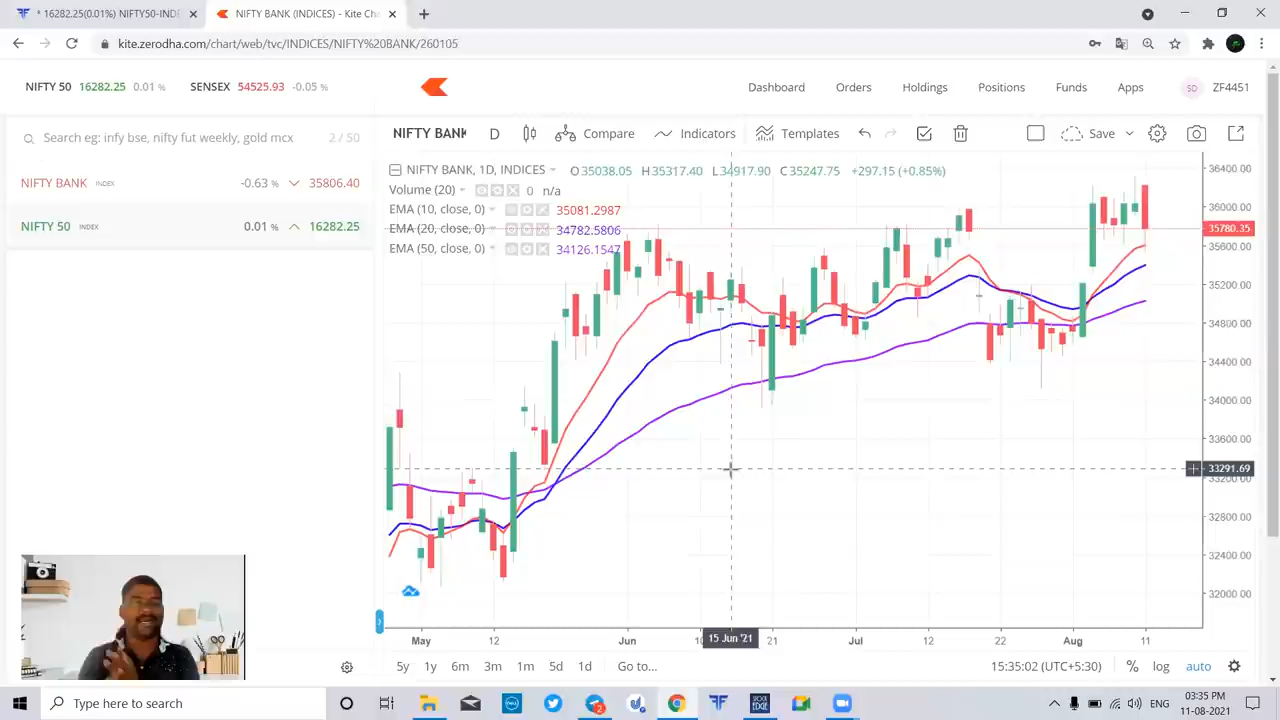 * 16282.25(0.01%) NIFTY50-INDE
NIFTY BANK (INDICES) - Kite Cha
kite.zerodha.com/chart/web/tvc/INDICES/NIFTY%20BANK/260105
NIFTY 50 16282.25 0.01 % SENSEX 54525.93 -0.05 %
Dashboard Orders Holdings Positions Funds Apps SD ZF4451
Search eg: infy bse, nifty fut weekly, gold mcx 2 / 50
NIFTY BANK INDEX -0.63 % 35806.40
NIFTY 50 INDEX 0.01 % 16282.25
NIFTY BANK D Compare Indicators Templates Save
NIFTY BANK, 1D, INDICES O35038.05 H35317.40 L34917.90 C35247.75 +297.15 (+0.85%)
Volume (20) 0 n/a
EMA (10, close, 0) 35081.2987
EMA (20, close, 0) 34782.5806
EMA (50, close, 0) 34126.1547
36400.00
36000.00
35780.35
35600.00
35200.00
34800.00
34400.00
34000.00
33600.00
33291.69
33200.00
32800.00
32400.00
32000.00
May 12 Jun 15 Jun '21 21 Jul 12 22 Aug 11
5y 1y 6m 3m 1m 5d 1d Go to... 15:35:02 (UTC+5:30) % log auto
Type here to search
DELL
2
STOCK EDGE
ENG
03:35 PM
11-08-2021